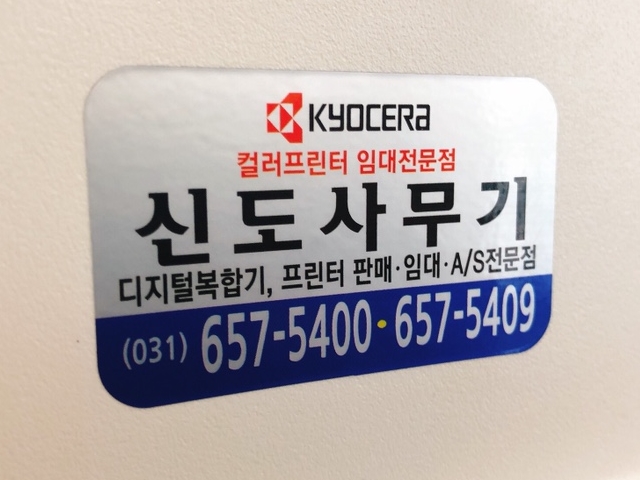 KYOCERa
컬러프린터 임대전문점
신도사무기
디지털복합기, 프린터 판매·임대·A/S전문점
(031) 657-5400·657-5409